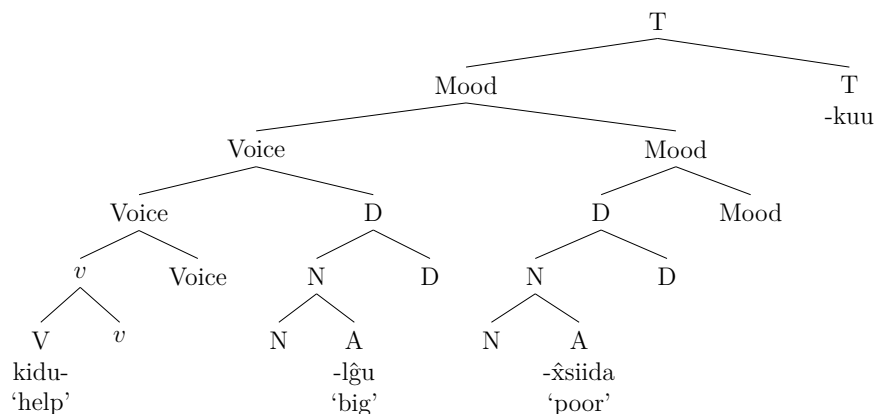 T
Mood T
-kuu
Voice Mood
Voice D D Mood
v Voice N D N D
V v N A N A
kidu- -lĝu -x̂siida
‘help’ ‘big’ ‘poor’